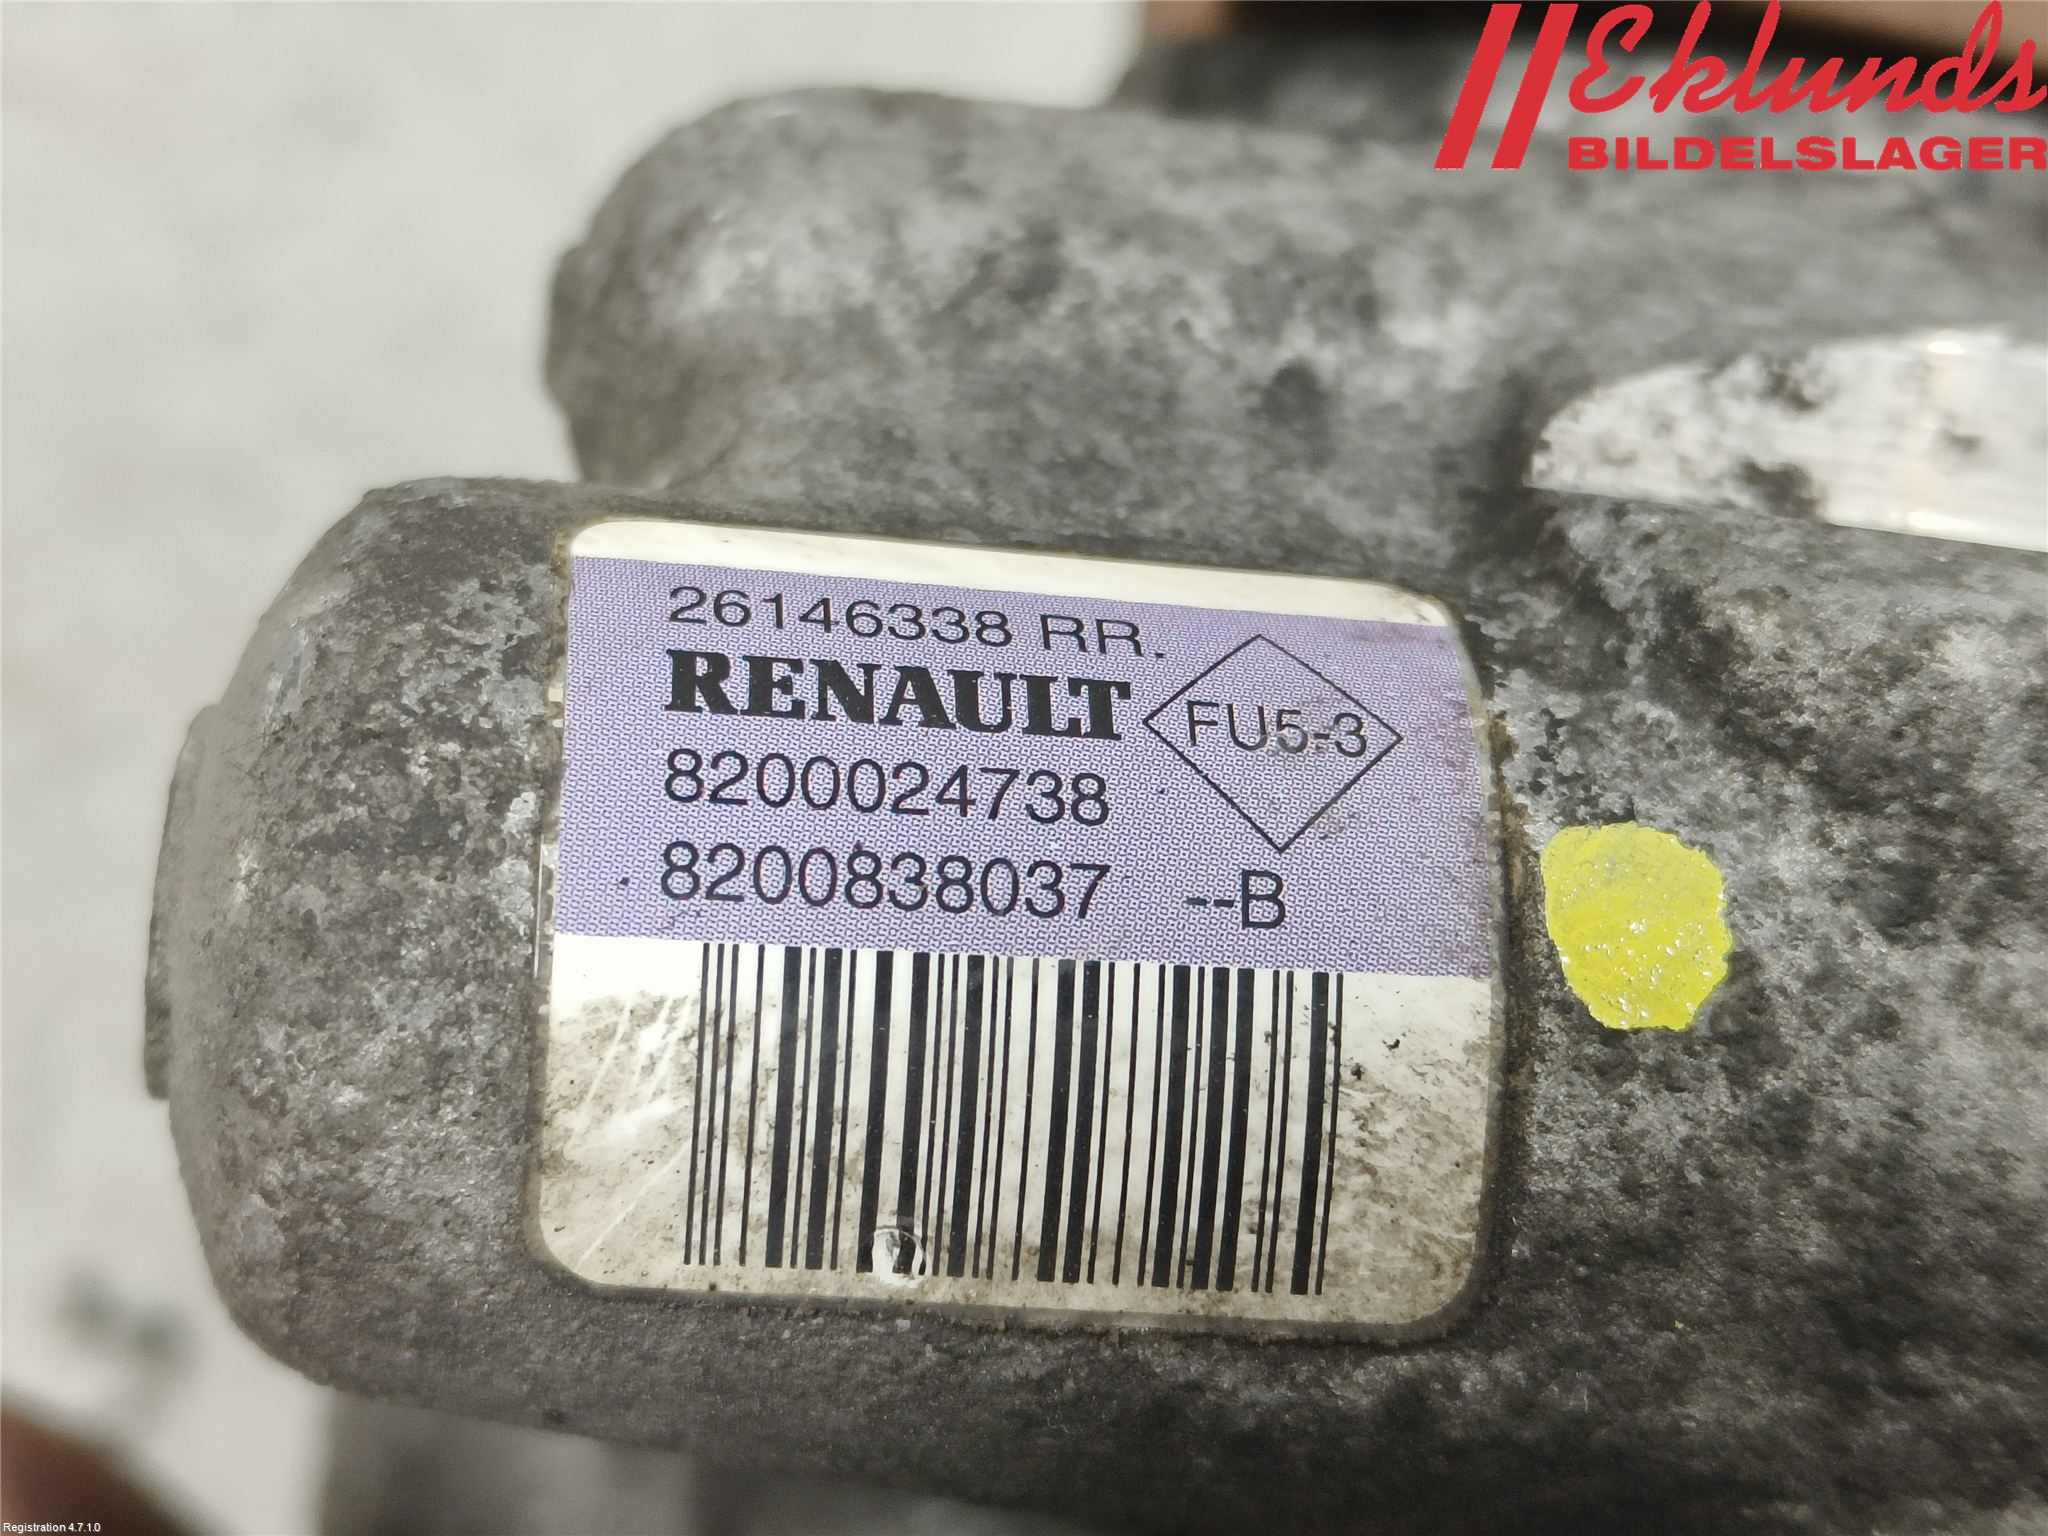 Eklunds
BILDELSLAGER
26146338 RR.
RENAULT
FU5-3
8200024738
8200838037 --B
Registration 4.7.1.0